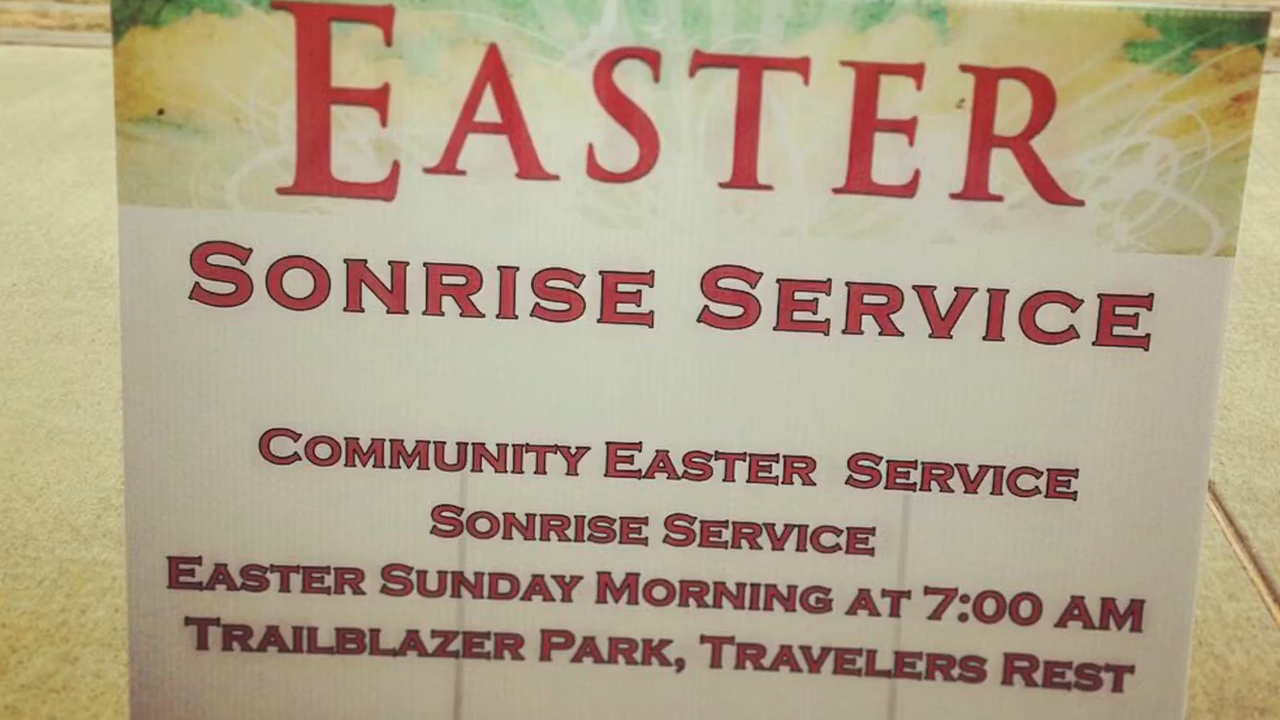 EASTER
SONRISE SERVICE
COMMUNITY EASTER SERVICE
SONRISE SERVICE
EASTER SUNDAY MORNING AT 7:00 AM
TRAILBLAZER PARK, TRAVELERS REST